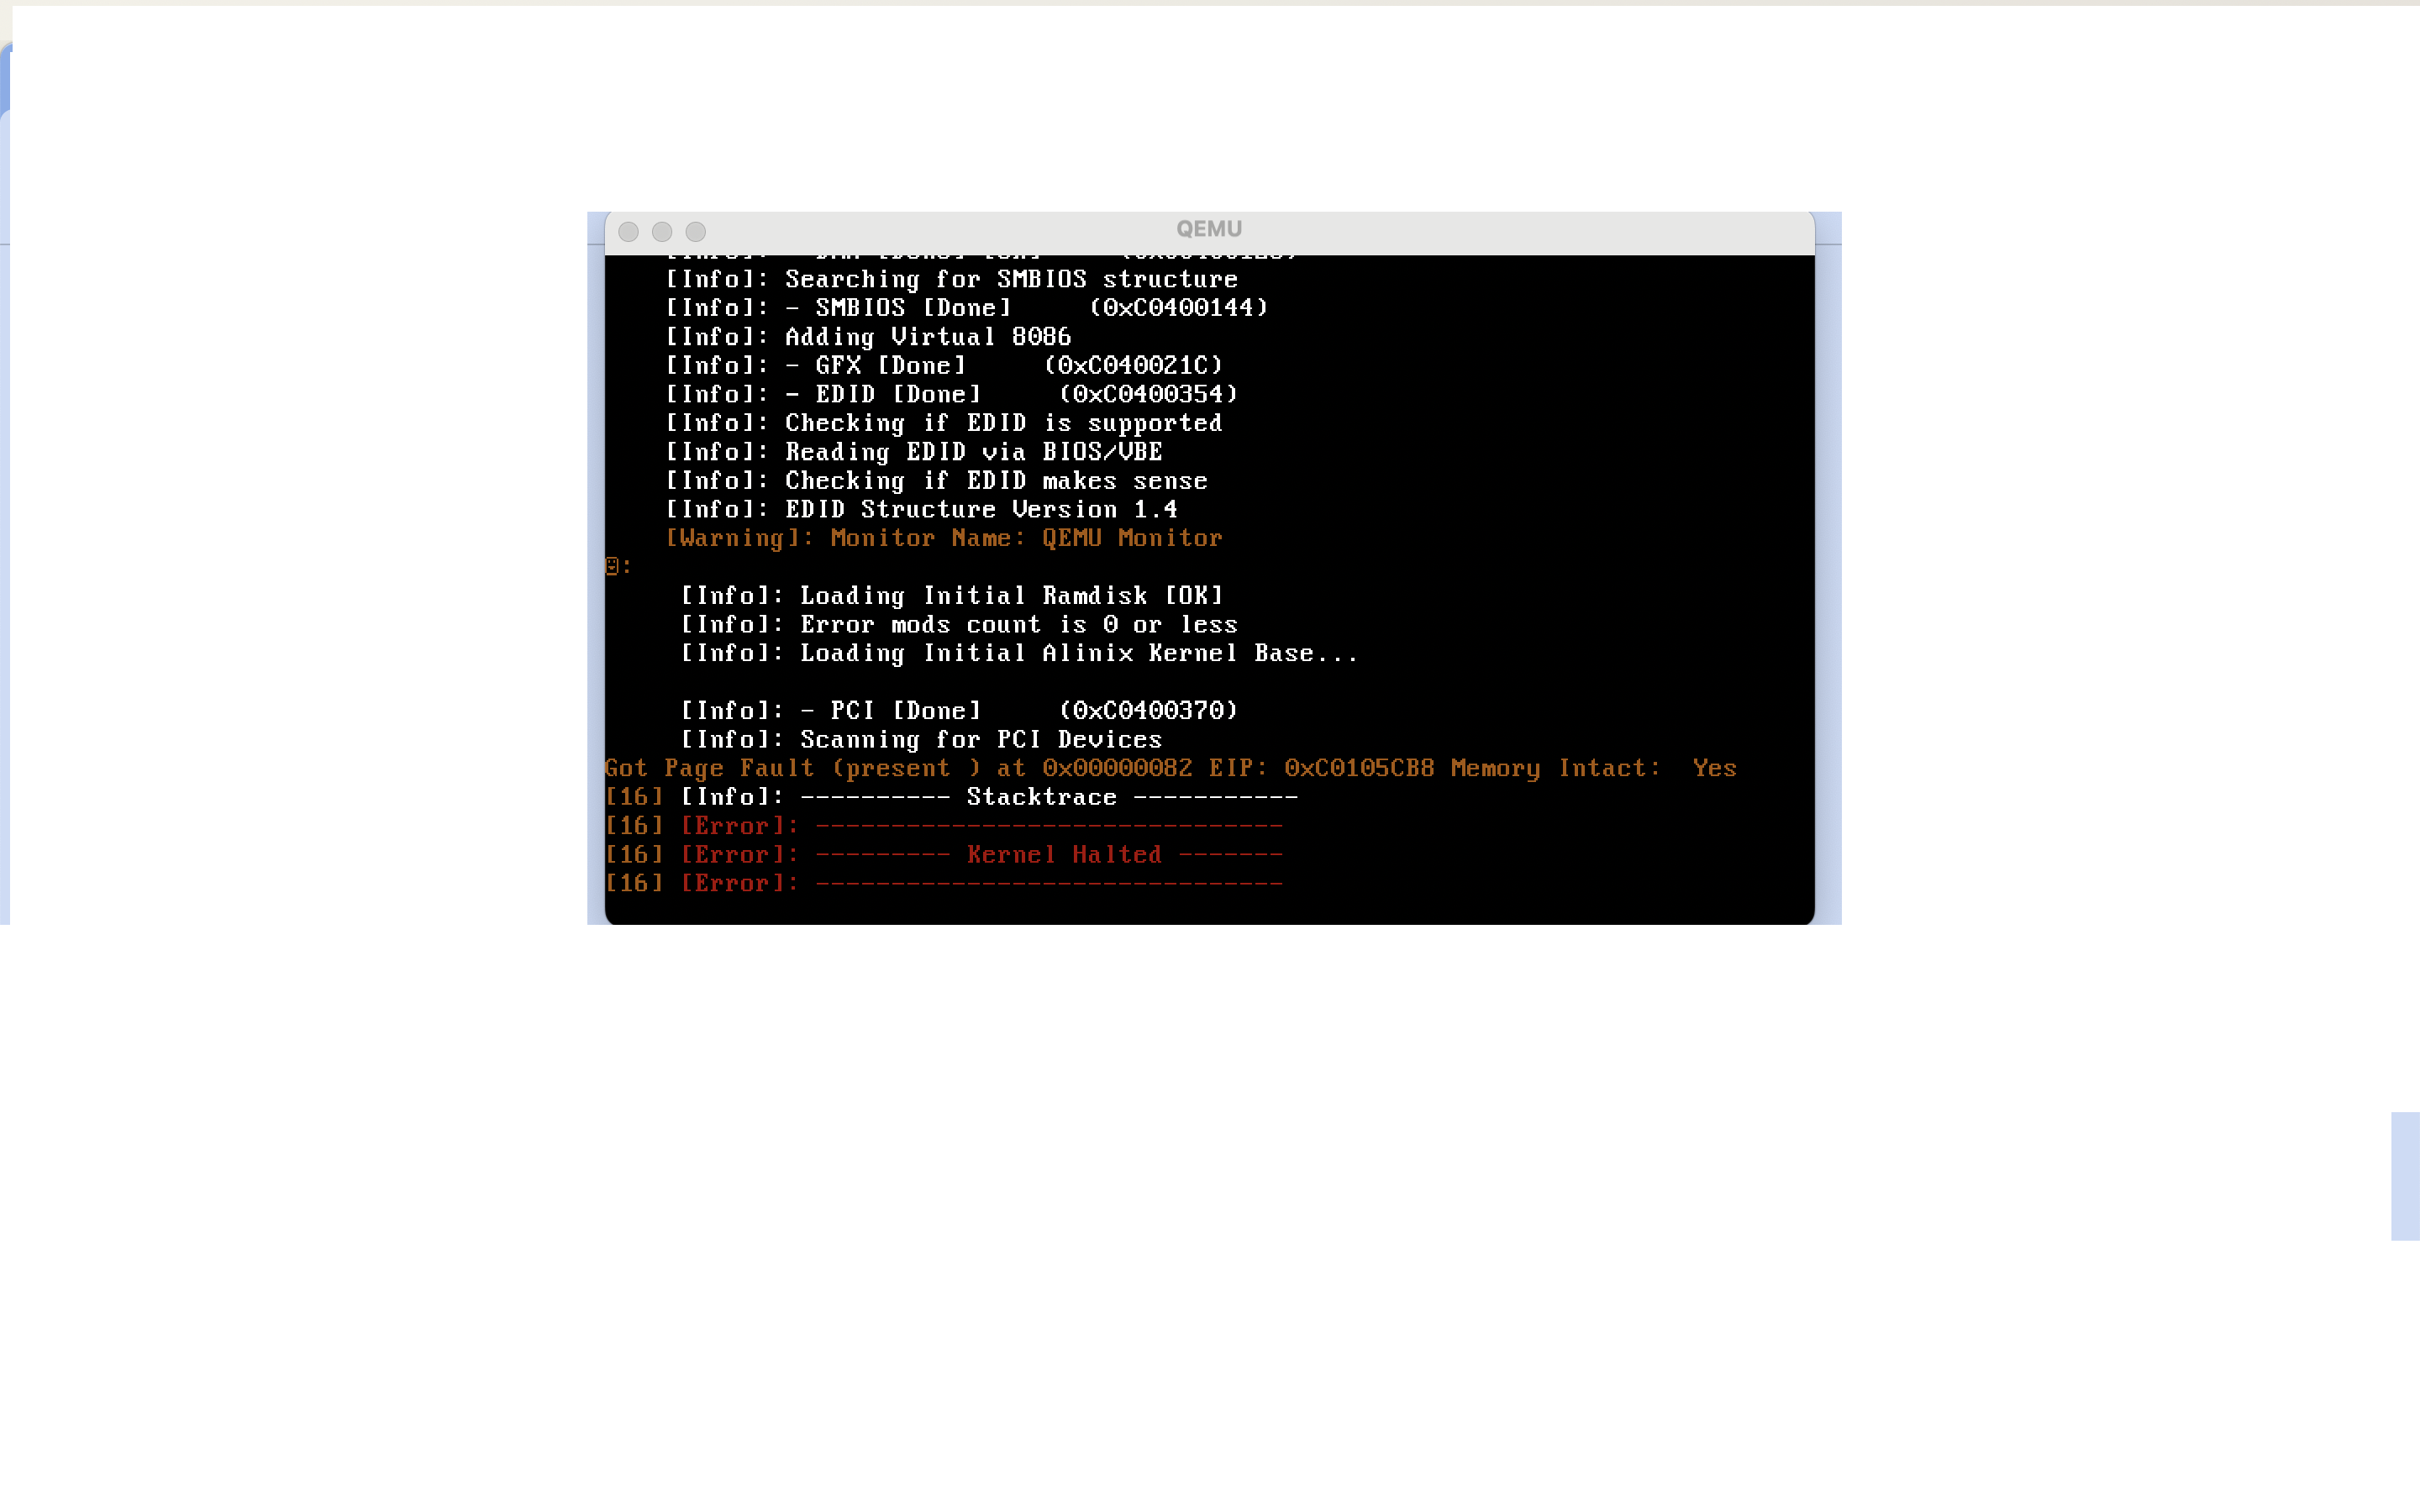 QEMU
[Info]: Searching for SMBIOS structure
[Info]: - SMBIOS [Done]     (0xC0400144)
[Info]: Adding Virtual 8086
[Info]: - GFX [Done]     (0xC040021C)
[Info]: - EDID [Done]     (0xC0400354)
[Info]: Checking if EDID is supported
[Info]: Reading EDID via BIOS/VBE
[Info]: Checking if EDID makes sense
[Info]: EDID Structure Version 1.4
[Warning]: Monitor Name: QEMU Monitor
:
[Info]: Loading Initial Ramdisk [OK]
[Info]: Error mods count is 0 or less
[Info]: Loading Initial Alinix Kernel Base...
[Info]: - PCI [Done]     (0xC0400370)
[Info]: Scanning for PCI Devices
Got Page Fault (present ) at 0x00000082 EIP: 0xC0105CB8 Memory Intact:  Yes
[16] [Info]: ---------- Stacktrace -----------
[16] [Error]: -------------------------------
[16] [Error]: --------- Kernel Halted -------
[16] [Error]: -------------------------------